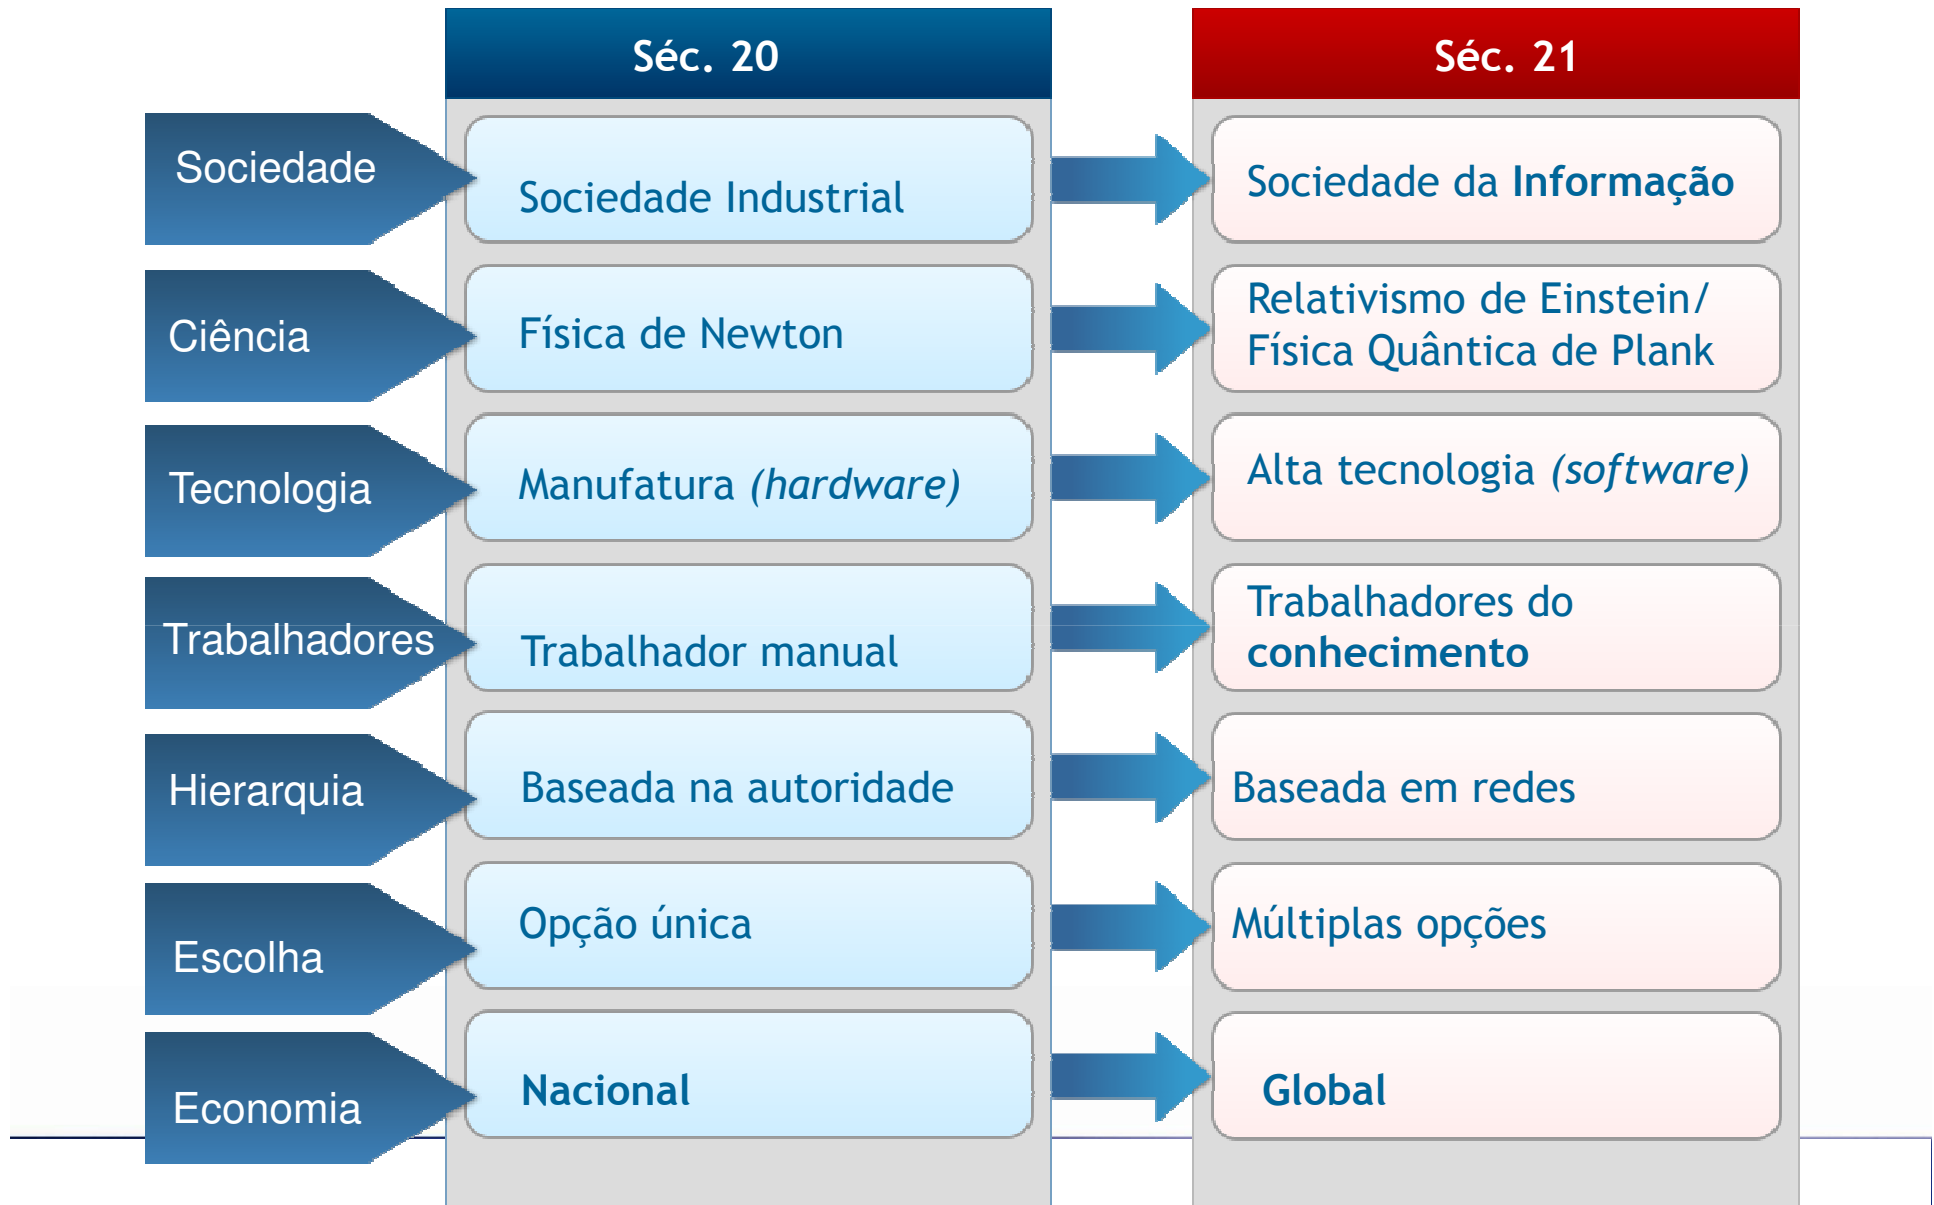 Séc. 20
Séc. 21
Sociedade
Sociedade Industrial
Sociedade da Informação
Ciência
Física de Newton
Relativismo de Einstein/
Física Quântica de Plank
Tecnologia
Manufatura (hardware)
Alta tecnologia (software)
Trabalhadores
Trabalhador manual
Trabalhadores do
conhecimento
Hierarquia
Baseada na autoridade
Baseada em redes
Escolha
Opção única
Múltiplas opções
Economia
Nacional
Global